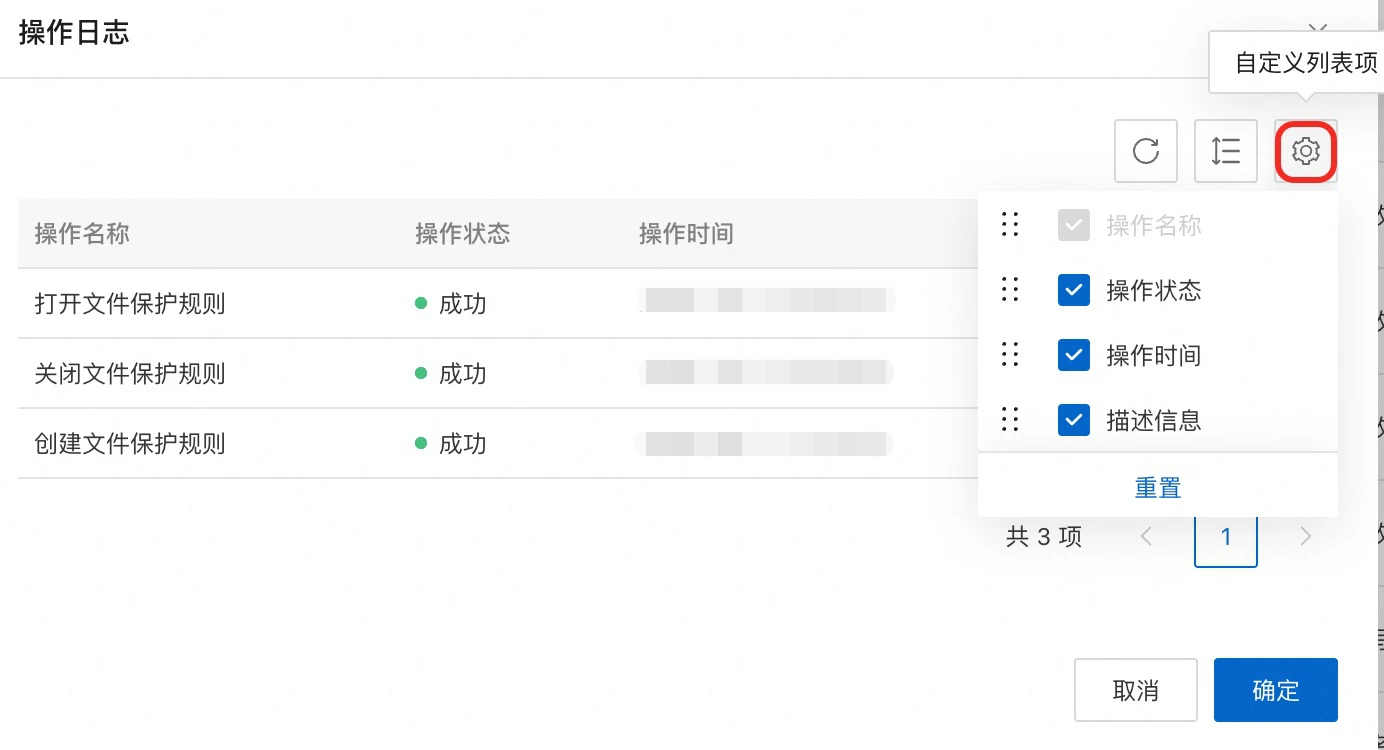 操作日志
自定义列表项
操作名称 操作状态 操作时间
打开文件保护规则 成功
关闭文件保护规则 成功
创建文件保护规则 成功
操作名称
操作状态
操作时间
描述信息
重置
共 3 项 1
取消 确定